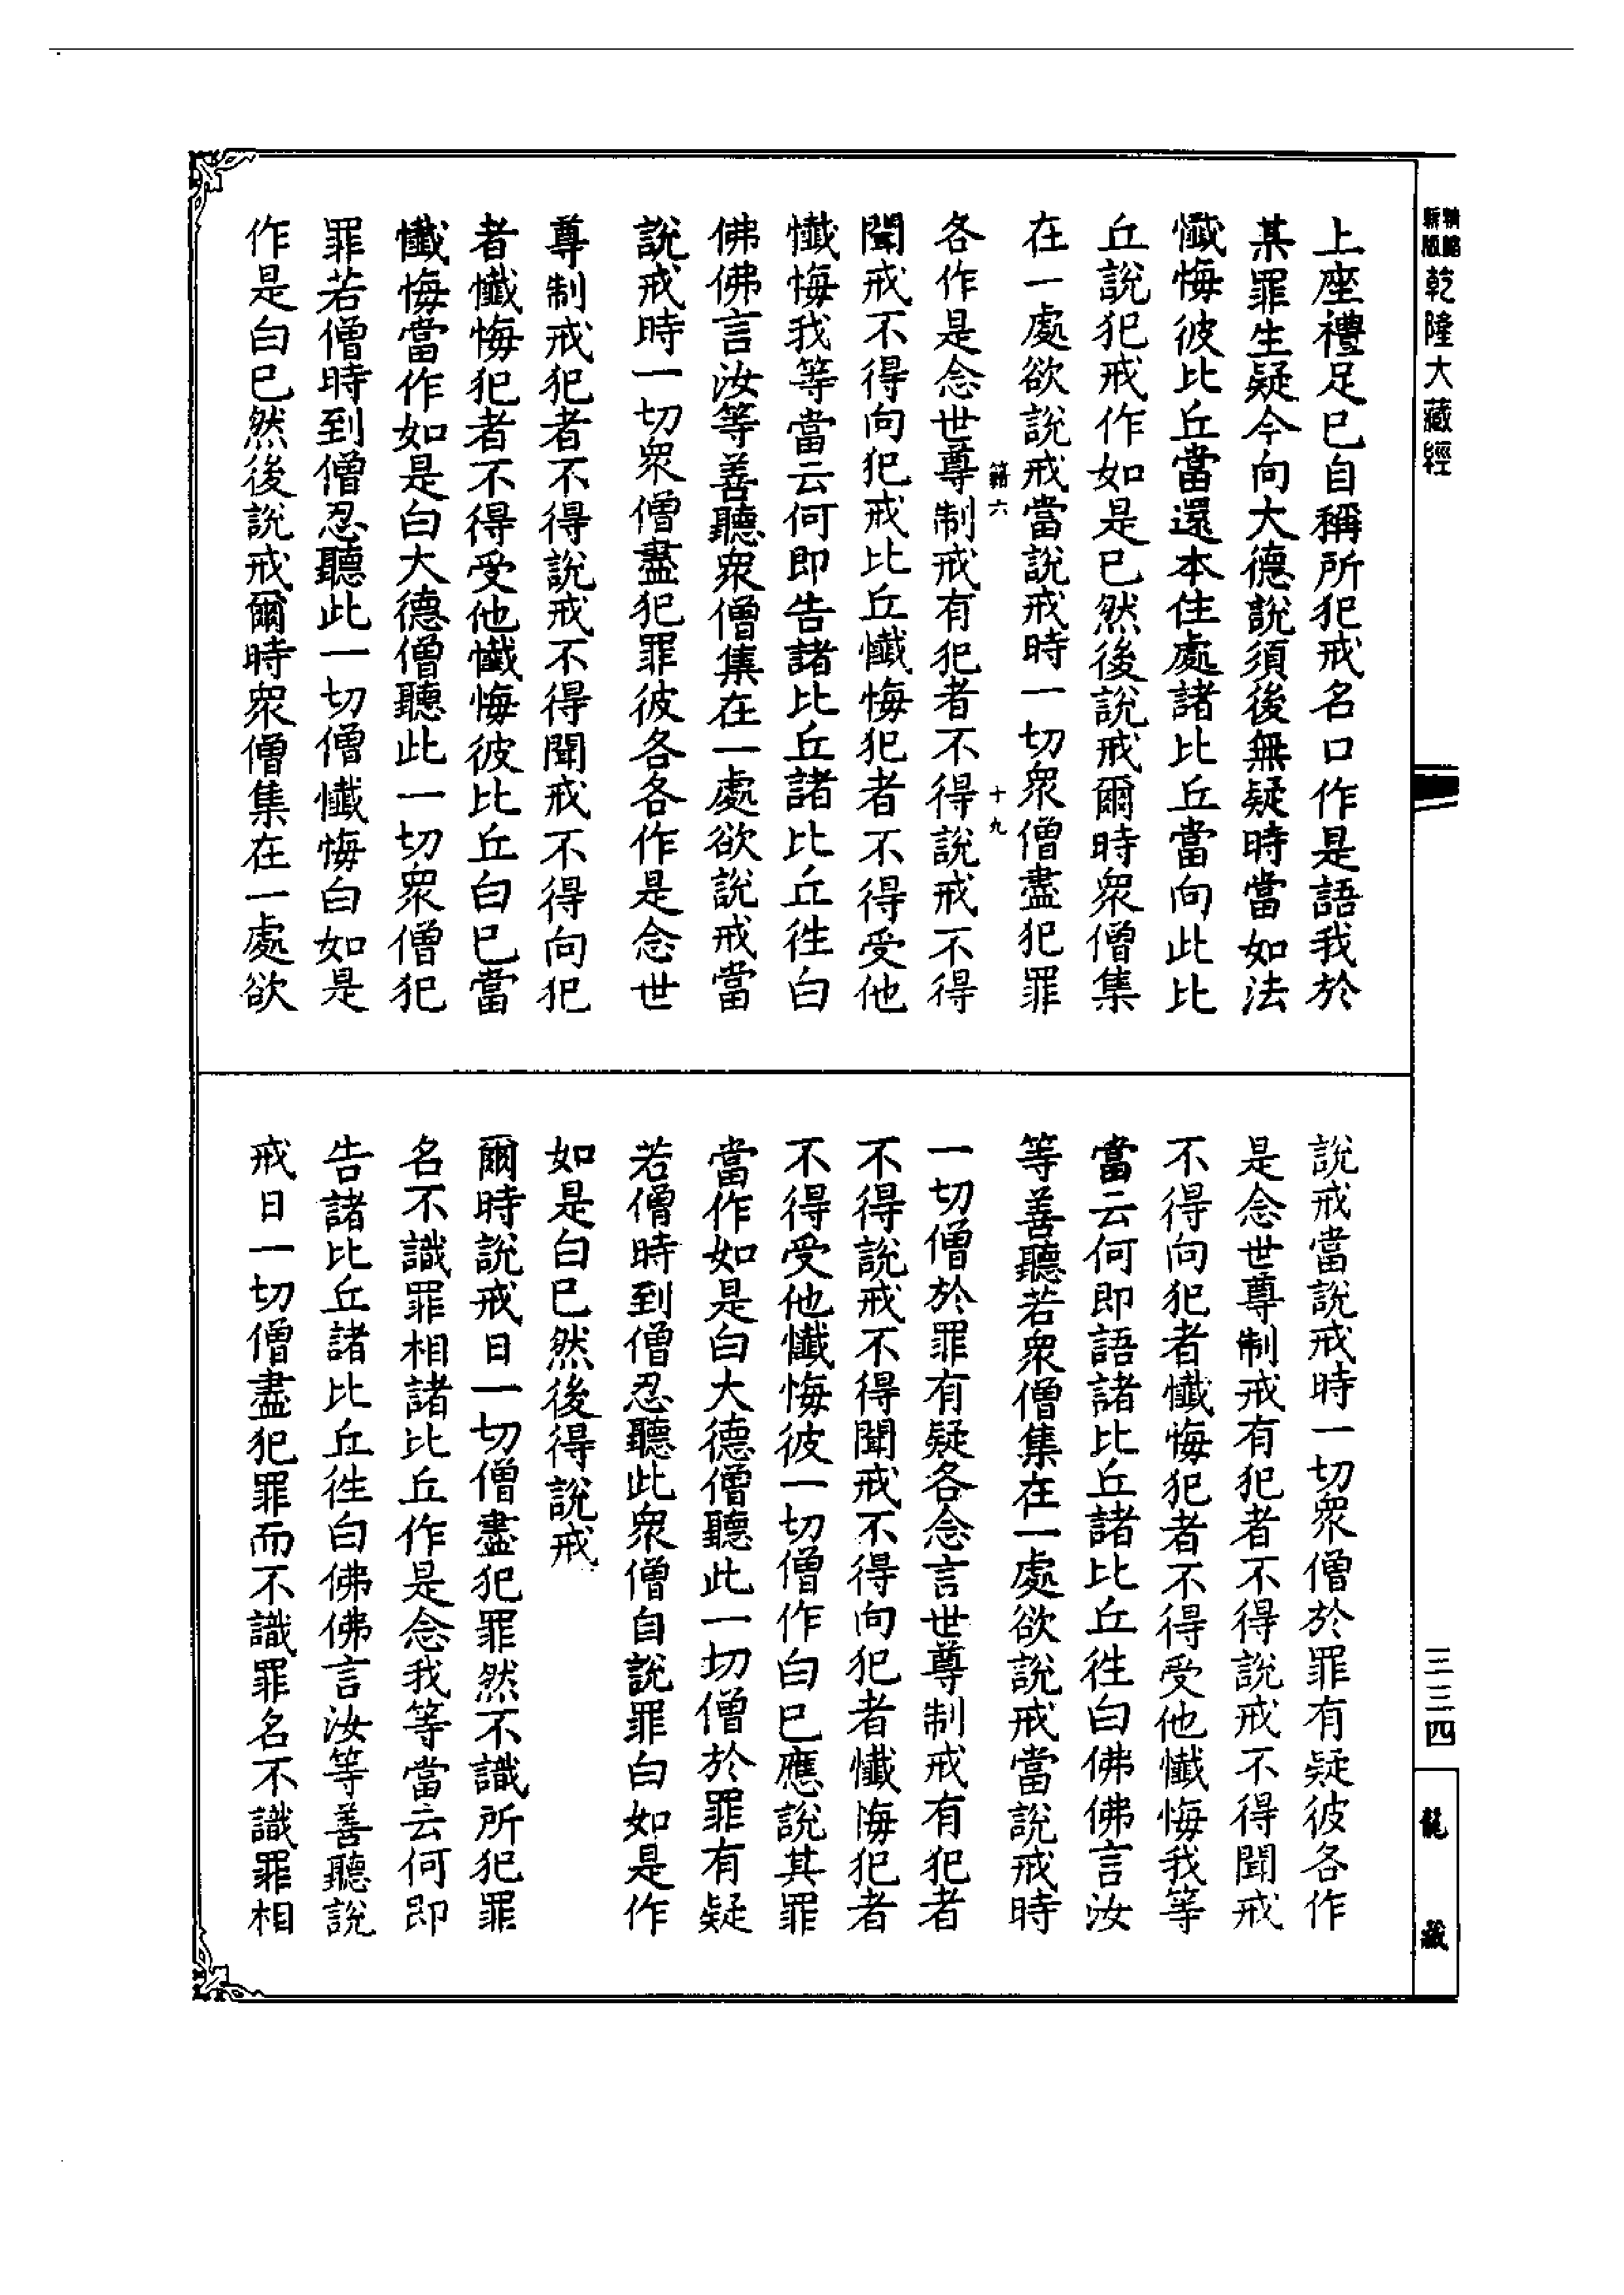 新版精縮乾隆大藏經
上座禮足已自稱所犯戒名口作是語我於
某罪生疑今向大德說須後無疑時當如法
懺悔彼比丘當還本住處諸比丘當向此比
丘說犯戒作如是已然後說戒爾時眾僧集
在一處欲說戒當說戒時一切眾僧盡犯罪
籍六 十九
各作是念世尊制戒有犯者不得說戒不得
聞戒不得向犯戒比丘懺悔犯者不得受他
懺悔我等當云何即告諸比丘諸比丘徃白
佛佛言汝等善聽眾僧集在一處欲說戒當
說戒時一切眾僧盡犯罪彼各各作是念世
尊制戒犯者不得說戒不得聞戒不得向犯
者懺悔犯者不得受他懺悔彼比丘白已當
懺悔當作如是白大德僧聽此一切眾僧犯
罪若僧時到僧忍聽此一切僧懺悔白如是
作是白已然後說戒爾時眾僧集在一處欲
說戒當說戒時一切眾僧於罪有疑彼各作
是念世尊制戒有犯者不得說戒不得聞戒
不得向犯者懺悔犯者不得受他懺悔我等
當云何即語諸比丘諸比丘徃白佛佛言汝
等善聽若眾僧集在一處欲說戒當說戒時
一切僧於罪有疑各念言世尊制戒有犯者
不得說戒不得聞戒不得向犯者懺悔犯者
不得受他懺悔彼一切僧作白已應說其罪
當作如是白大德僧聽此一切僧於罪有疑
若僧時到僧忍聽此眾僧自說罪白如是作
如是白已然後得說戒
爾時說戒日一切僧盡犯罪然不識所犯罪
名不識罪相諸比丘作是念我等當云何即
告諸比丘諸比丘徃白佛佛言汝等善聽說
戒日一切僧盡犯罪而不識罪名不識罪相
三三四
龍藏